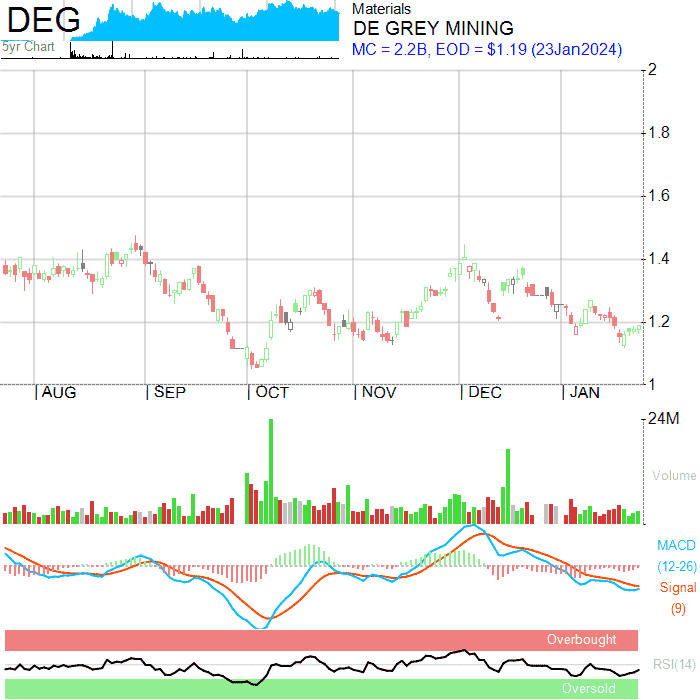 DEG
5yr Chart
Materials
DE GREY MINING
MC = 2.2B, EOD = $1.19 (23Jan2024)
2
1.8
1.6
1.4
1.2
1
AUG
SEP
OCT
NOV
DEC
JAN
24M
Volume
MACD
(12-26)
Signal
(9)
Overbought
RSI(14)
Oversold